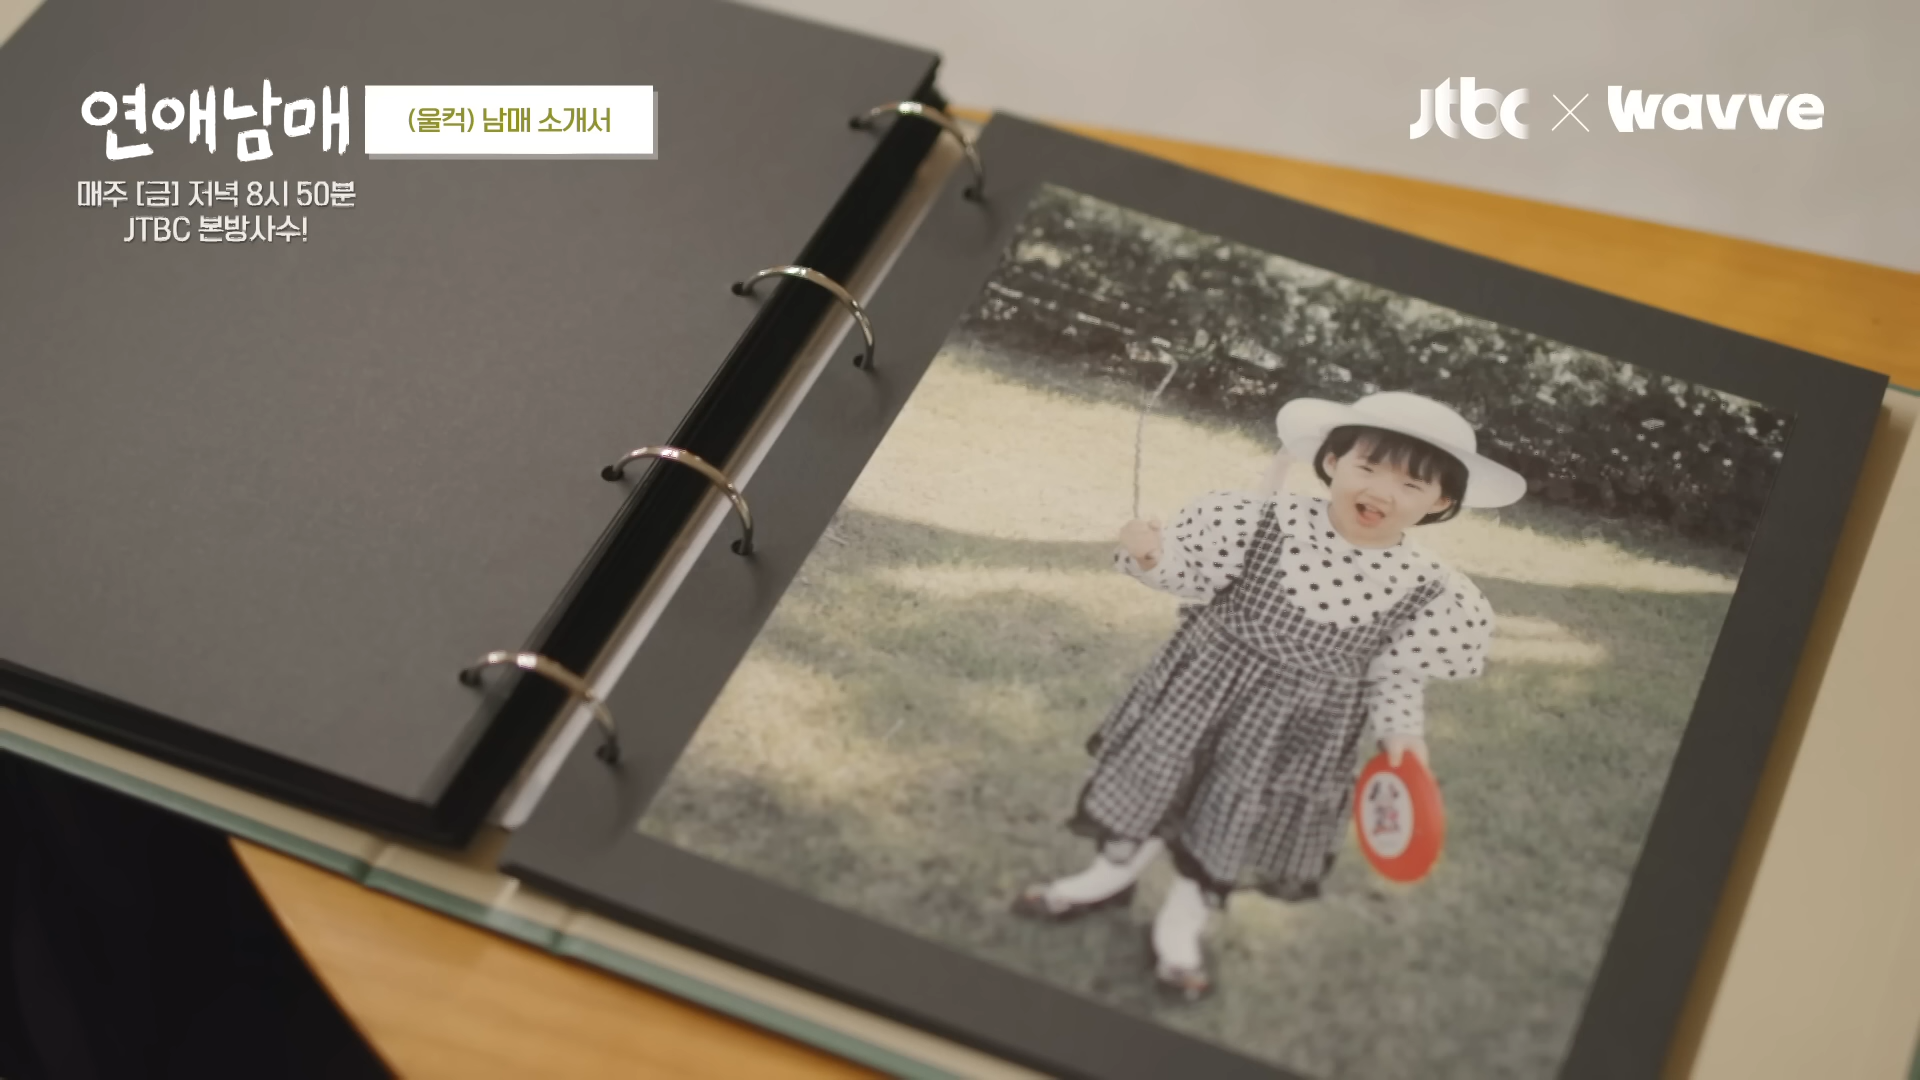 연애남매
(울컥) 남매 소개서
매주 [금] 저녁 8시 50분
JTBC 본방사수!
Jtbc × wavve